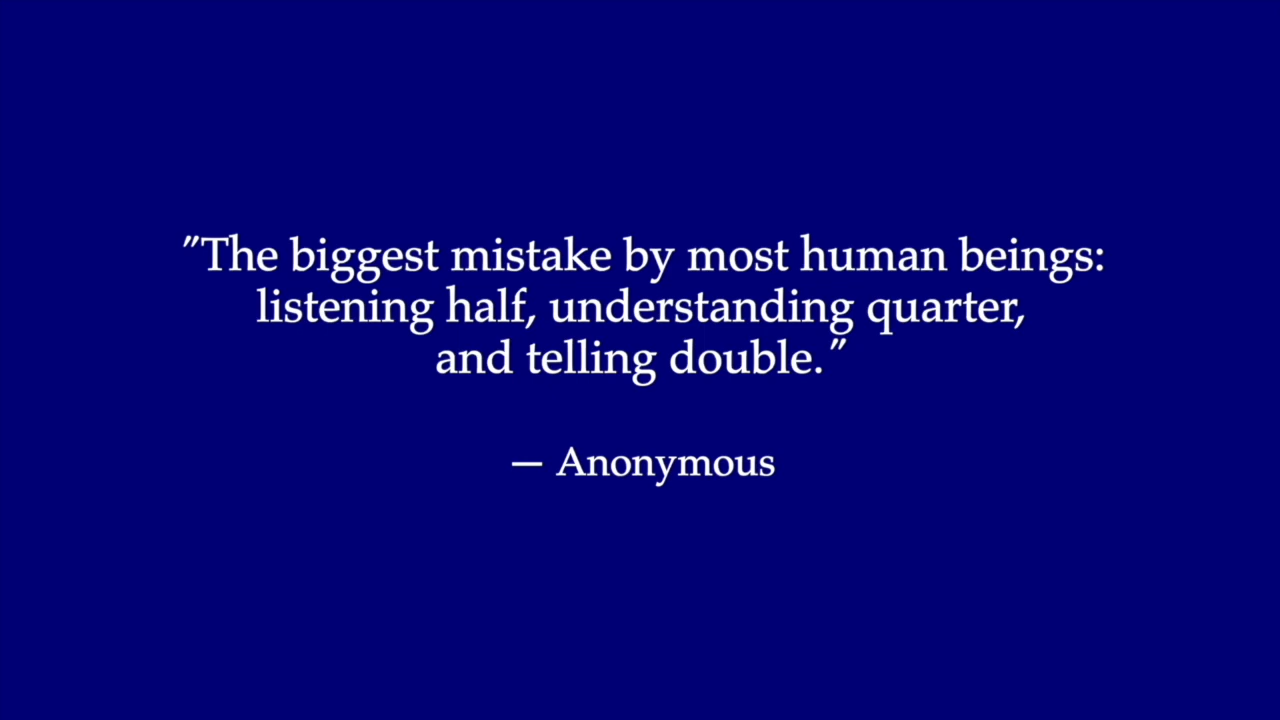 "The biggest mistake by most human beings:
listening half, understanding quarter,
and telling double."
— Anonymous